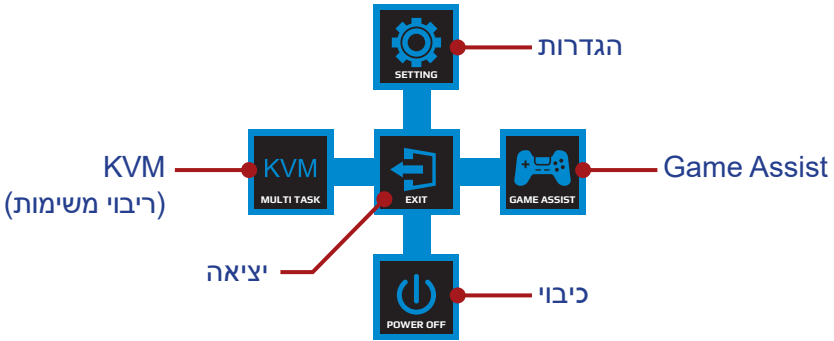 הגדרות
SETTING
KVM
(ריבוי משימות)
KVM
MULTI TASK
EXIT
GAME ASSIST
Game Assist
יציאה
POWER OFF
כיבוי